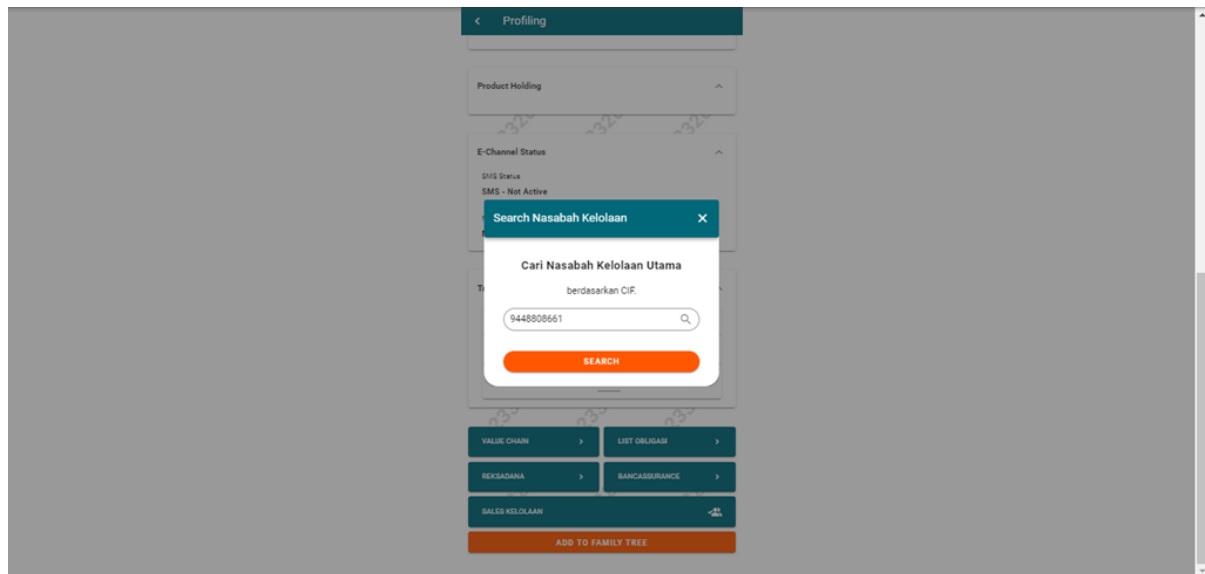 Profiling
Product Holding
E-Channel Status
SMS Status
SMS - Not Active
Search Nasabah Kelolaan
Cari Nasabah Kelolaan Utama
berdasarkan CIF.
9448808661
SEARCH
VALUE CHAIN
LIST OBLIGASI
REKSADANA
BANCASSURANCE
SALES KELOLAAN
ADD TO FAMILY TREE